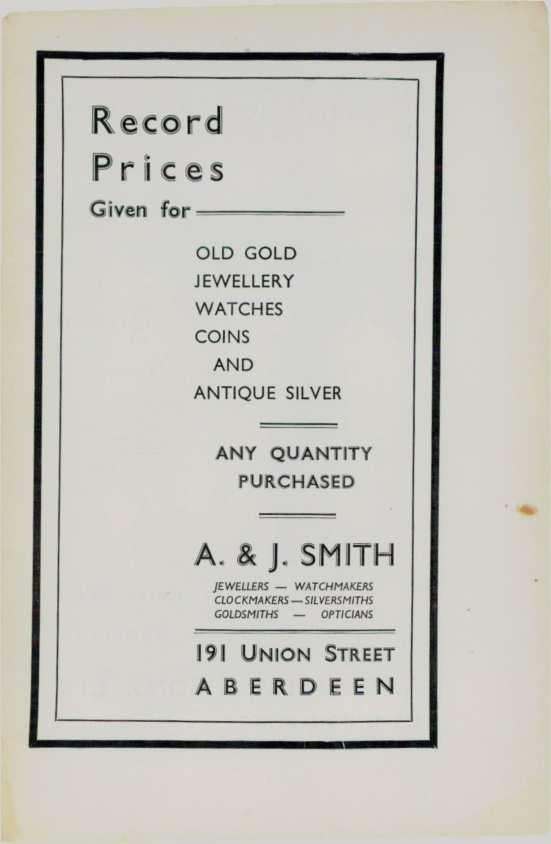 Record
Prices
Given for
OLD GOLD
JEWELLERY
WATCHES
COINS
AND
ANTIQUE SILVER
ANY QUANTITY
PURCHASED
A. & J. SMITH
JEWELLERS — WATCHMAKERS
CLOCKMAKERS — SILVERSMITHS
GOLDSMITHS — OPTICIANS
191 UNION STREET
ABERDEEN